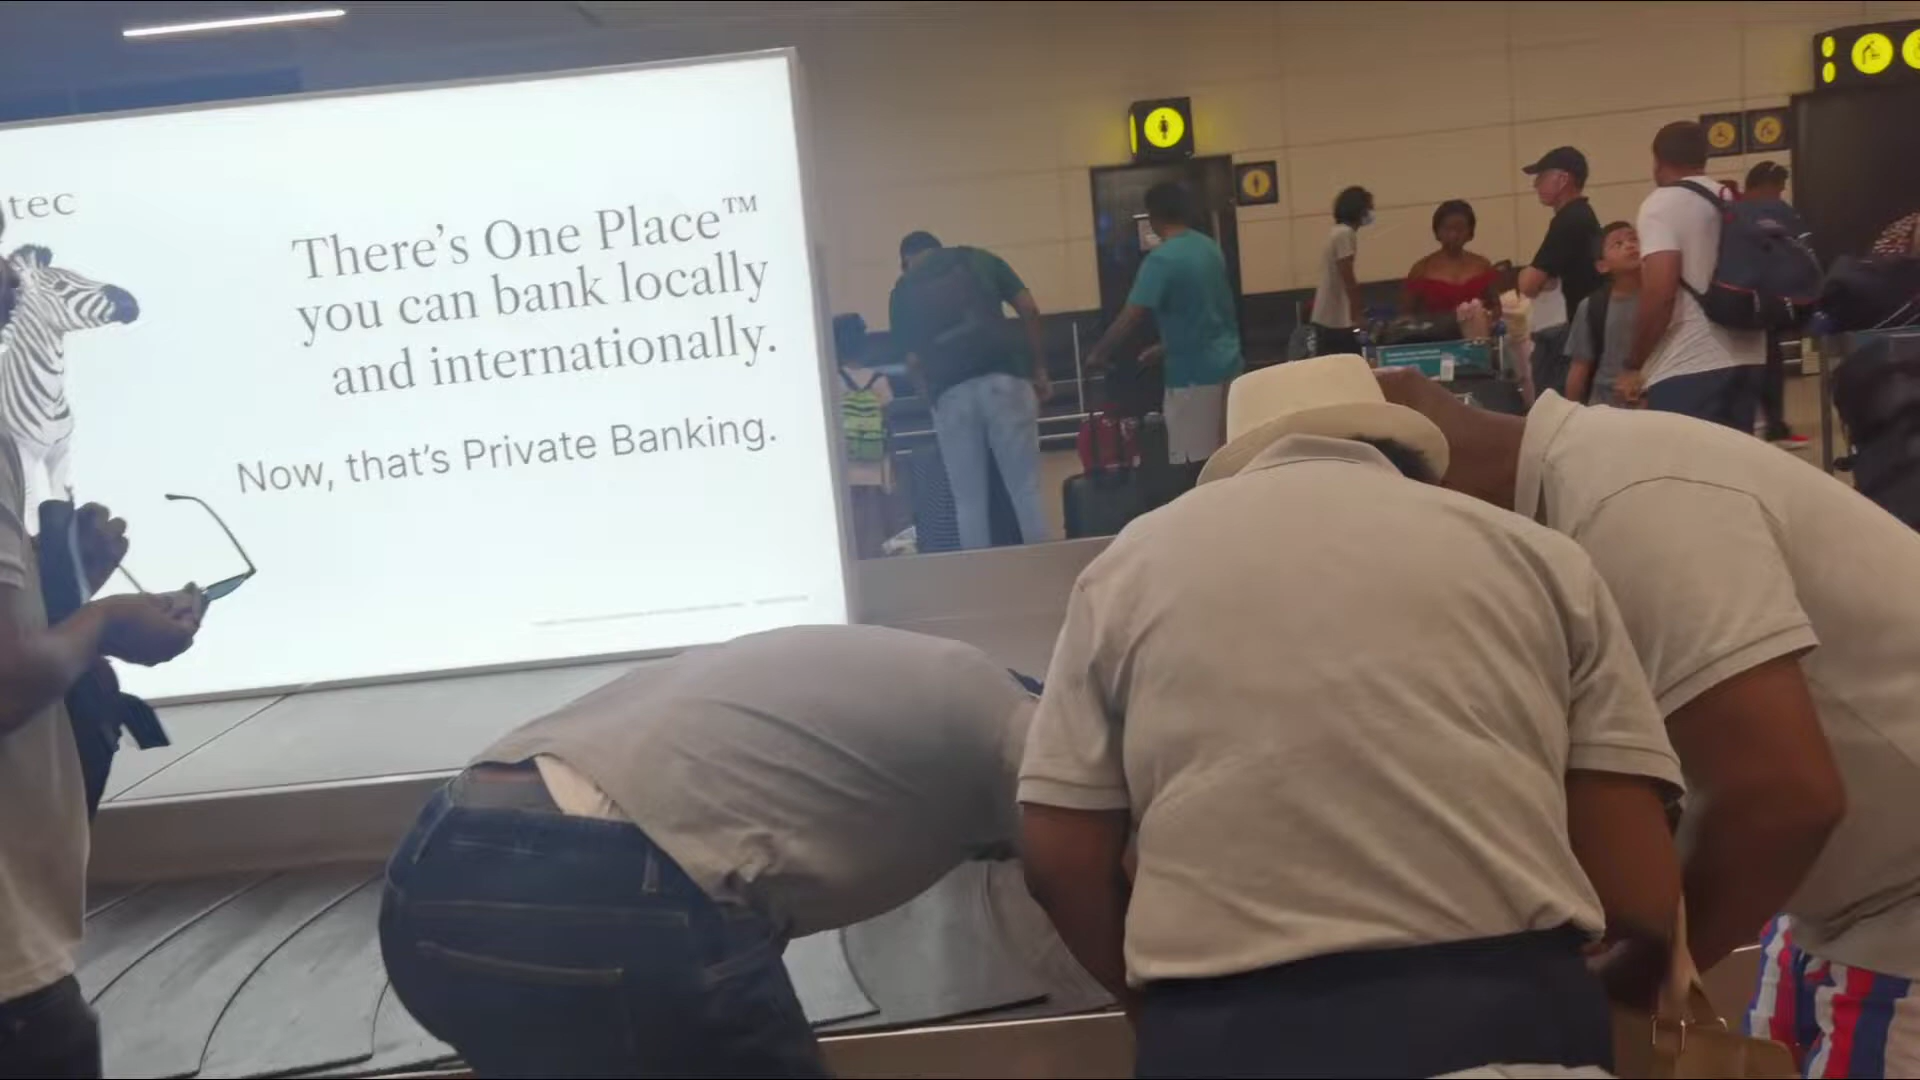 tec
There's One Place™
you can bank locally
and internationally.
Now, that's Private Banking.